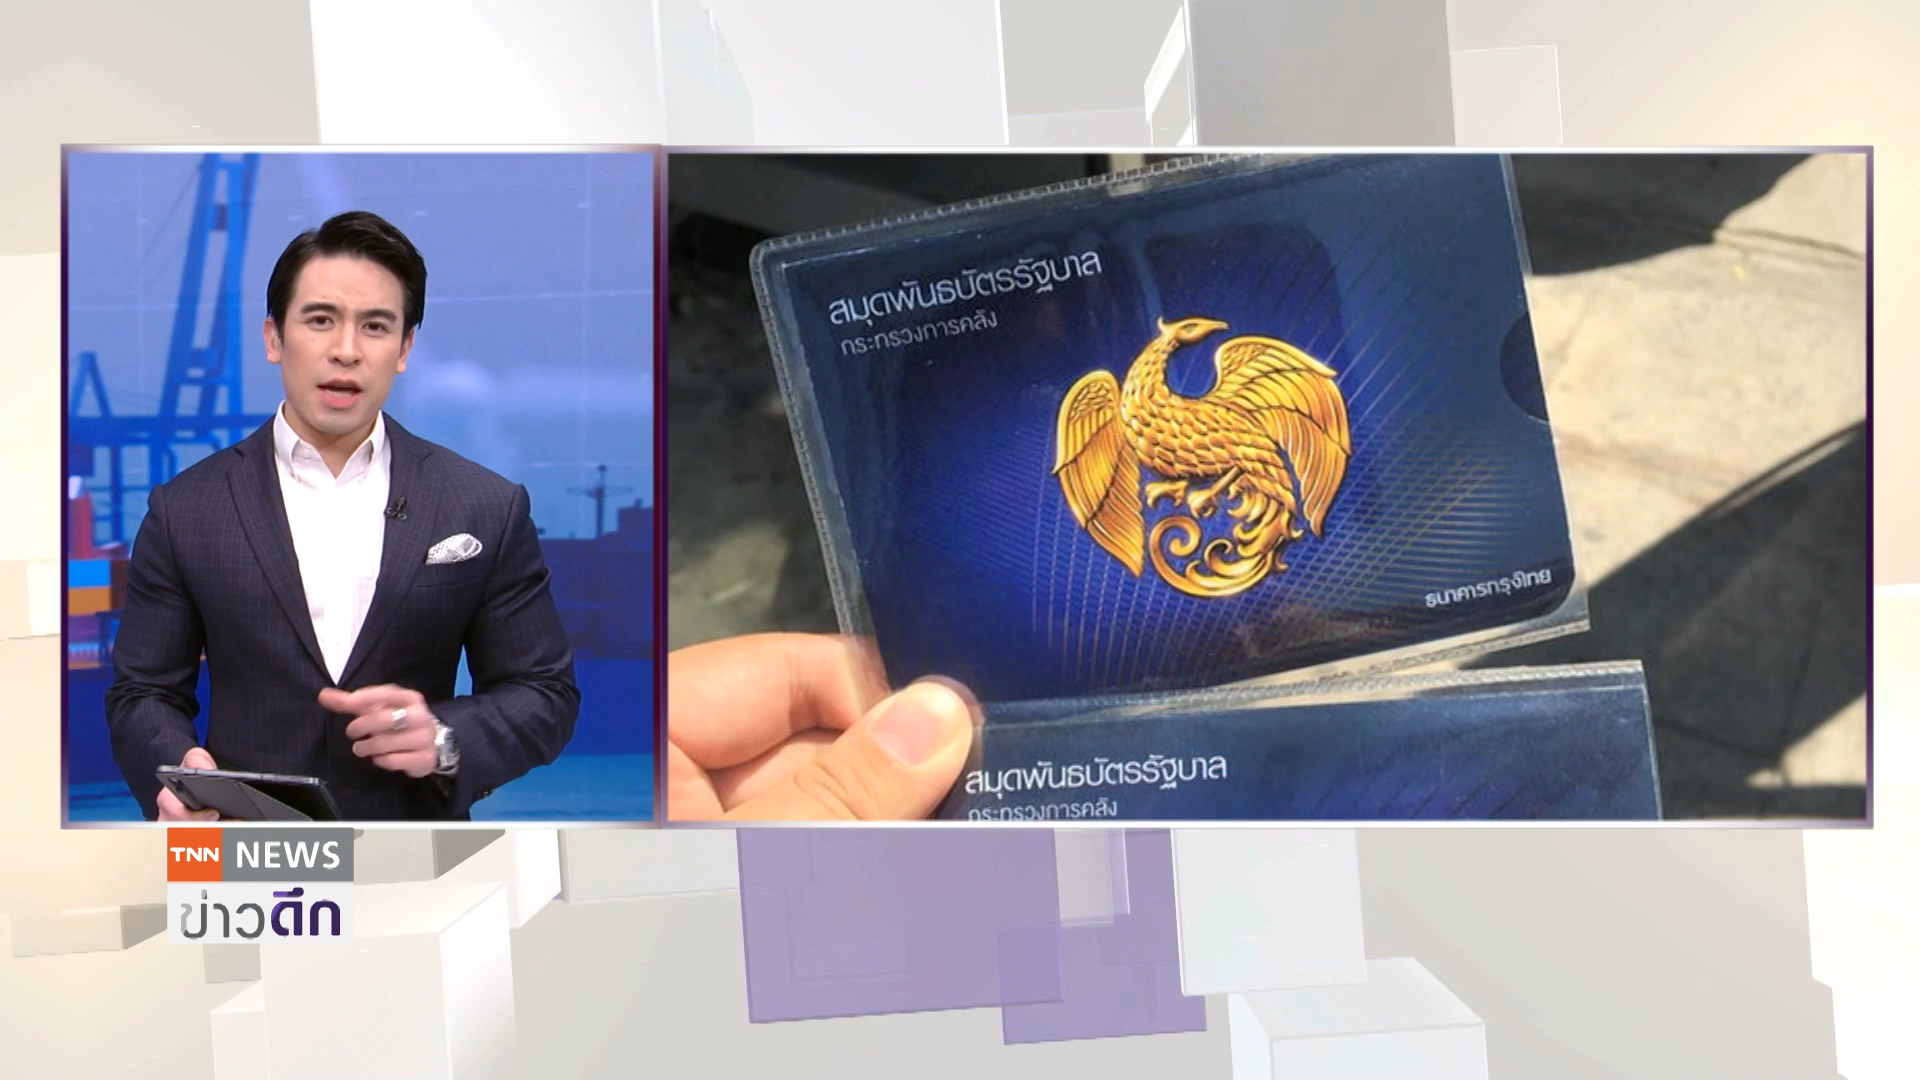 สมุดพันธบัตรรัฐบาล
กระทรวงการคลัง
ธนาคารกรุงไทย
สมุดพันธบัตรรัฐบาล
กระทรวงการคลัง
TNN NEWS
ข่าวดึก